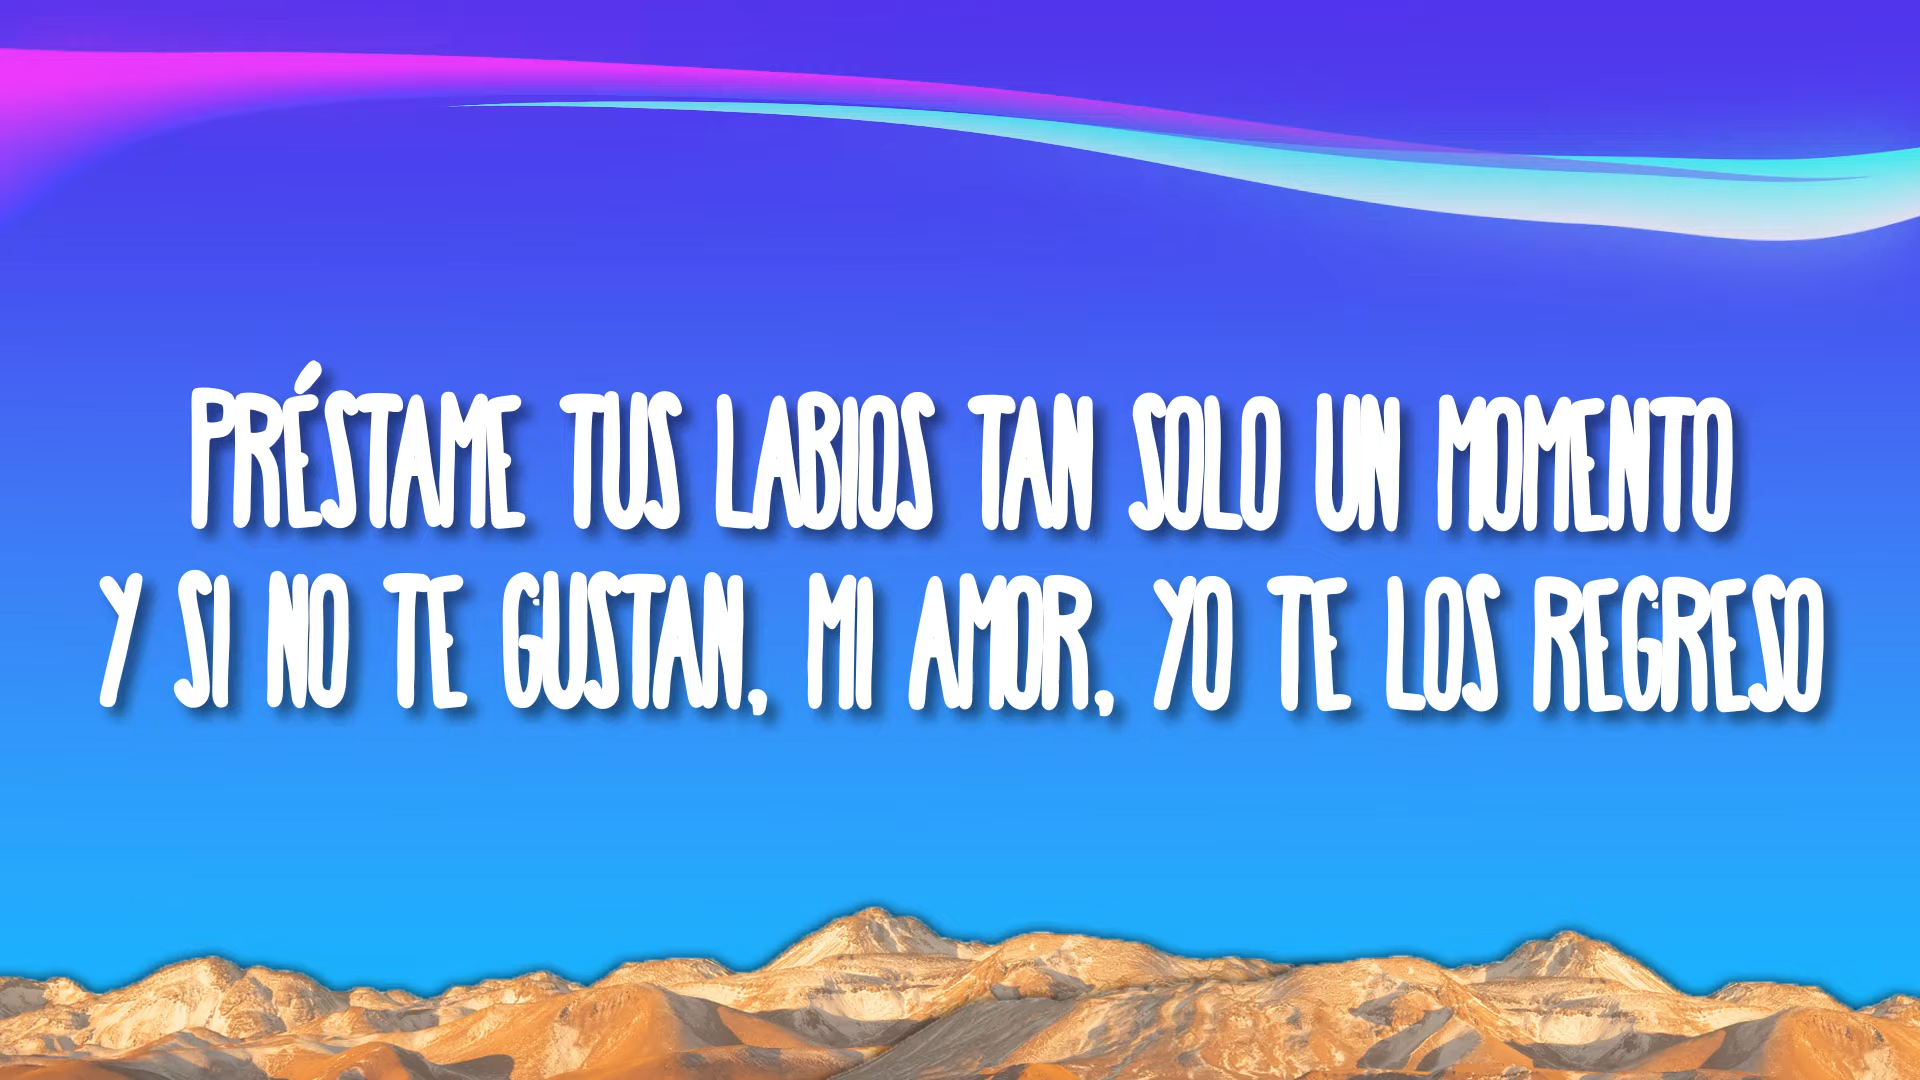 PRÉSTAME TUS LABIOS TAN SOLO UN MOMENTO
Y SI NO TE GUSTAN, MI AMOR, YO TE LOS REGRESO